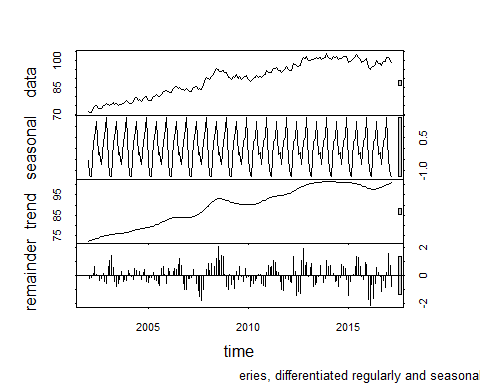 100
85
70
data
0.5
-1.0
seasonal
95
85
75
trend
2
0
-2
remainder
2005 2010 2015
time
eries, differentiated regularly and seasonal